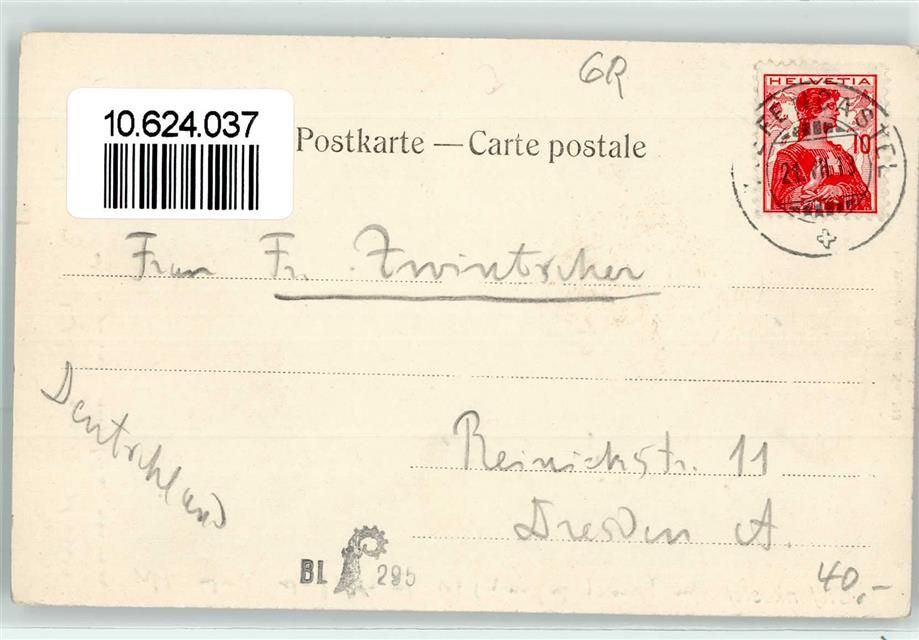 GR
HELVETIA
10
TIEFENCASTEL
10.624.037
Postkarte — Carte postale
Frau Fr. Zwintscher
Deutschland
Reinickstr. 11
Dresden A.
BL 295
40,-